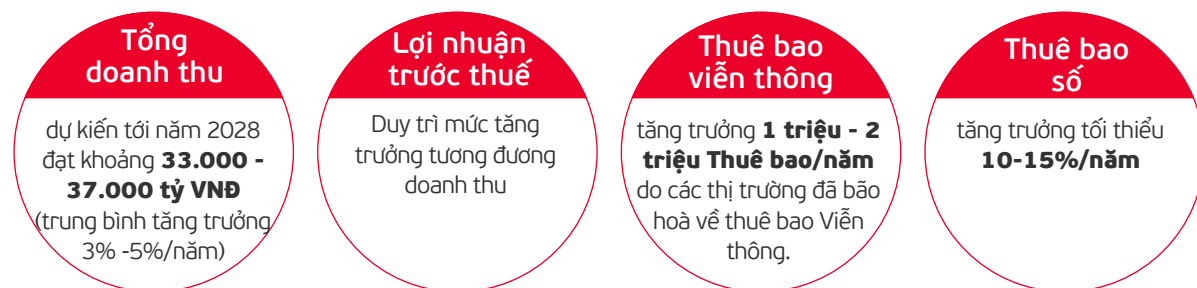 Tổng
doanh thu
dự kiến tới năm 2028
đạt khoảng 33.000 -
37.000 tỷ VNĐ
(trung bình tăng trưởng
3% -5%/năm)
Lợi nhuận
trước thuế
Duy trì mức tăng
trưởng tương đương
doanh thu
Thuê bao
viễn thông
tăng trưởng 1 triệu - 2
triệu Thuê bao/năm
do các thị trường đã bão
hoà về thuê bao Viễn
thông.
Thuê bao
số
tăng trưởng tối thiểu
10-15%/năm